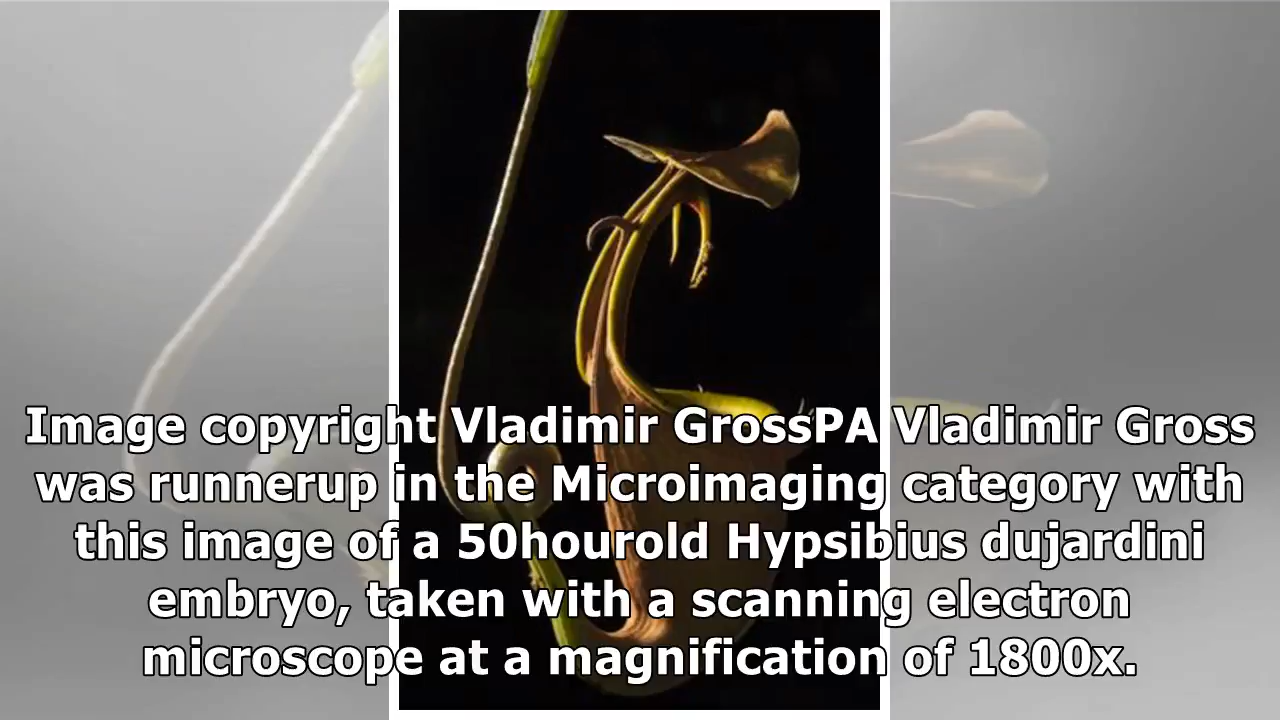 Image copyright Vladimir GrossPA Vladimir Gross
was runnerup in the Microimaging category with
this image of a 50hourold Hypsibius dujardini
embryo, taken with a scanning electron
microscope at a magnification of 1800x.